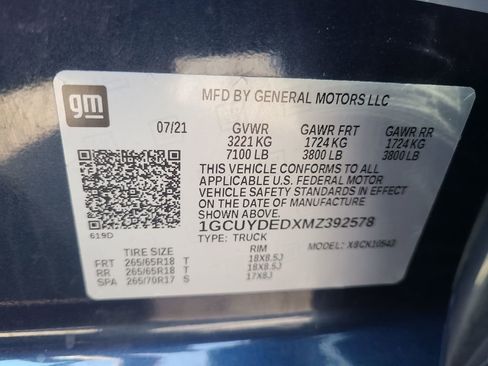 gm
MFD BY GENERAL MOTORS LLC
07/21 GVWR GAWR FRT GAWR RR
3221 KG 1724 KG 1724 KG
7100 LB 3800 LB 3800 LB
THIS VEHICLE CONFORMS TO ALL
APPLICABLE U.S. FEDERAL MOTOR
VEHICLE SAFETY STANDARDS IN EFFECT
ON THE DATE OF MANUFACTURE
SHOWN ABOVE.
1GCUYDEDXMZ392578
619D
TYPE: TRUCK MODEL:
TIRE SIZE RIM
FRT 265/65R18 T 18X8.5J
RR 265/65R18 T 18X8.5J
SPA 265/70R17 S 17X8J